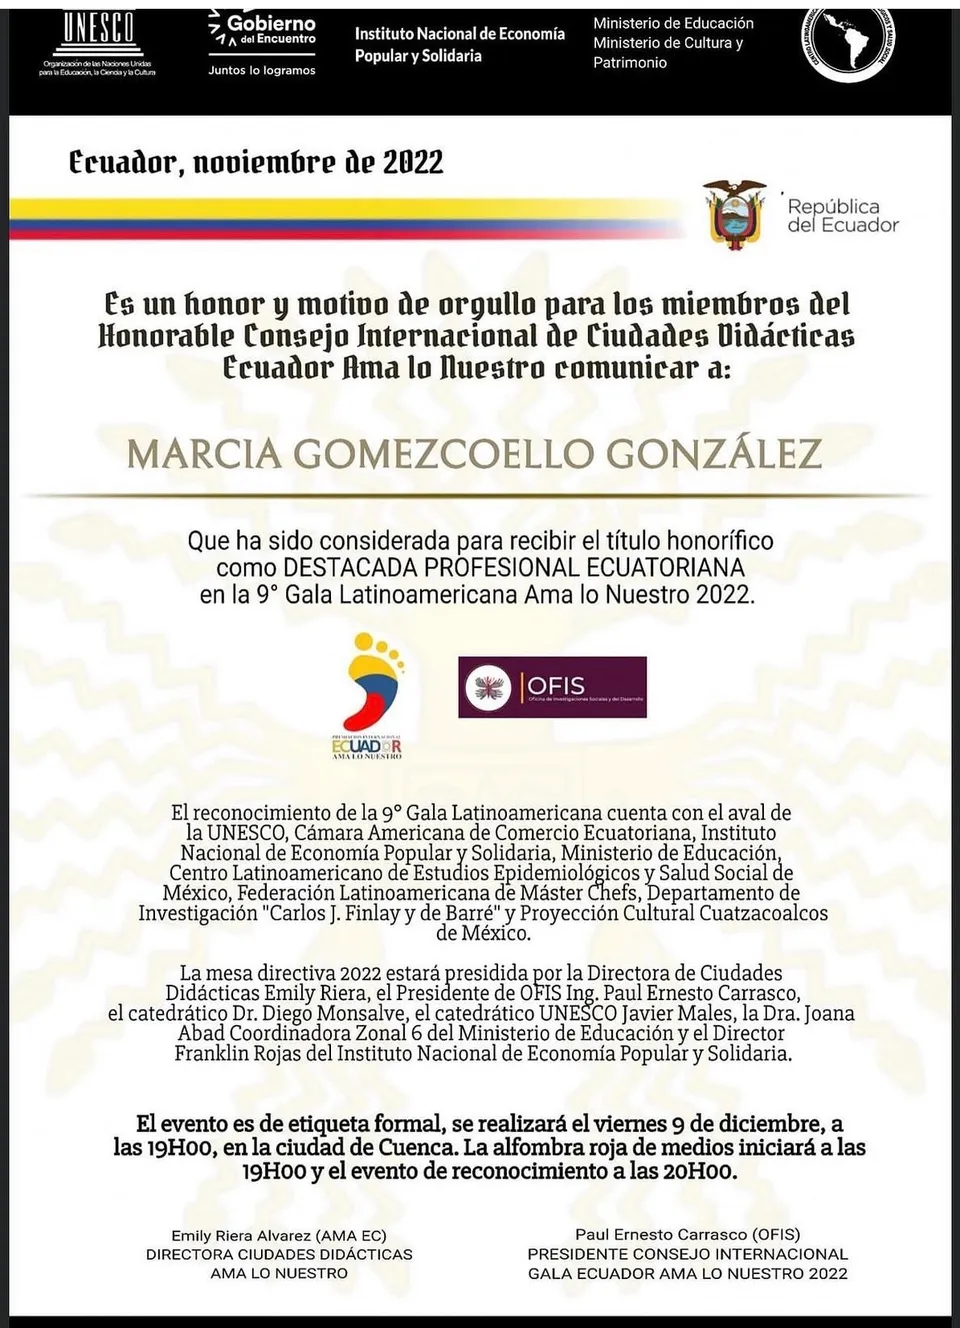 UNESCO
Organización de las Naciones Unidas
para la Educación, la Ciencia y la Cultura
Gobierno
del Encuentro
Juntos lo logramos
Instituto Nacional de Economía
Popular y Solidaria
Ministerio de Educación
Ministerio de Cultura y
Patrimonio
Ecuador, noviembre de 2022
República
del Ecuador
Es un honor y motivo de orgullo para los miembros del
Honorable Consejo Internacional de Ciudades Didácticas
Ecuador Ama lo Nuestro comunicar a:
MARCIA GOMEZCOELLO GONZÁLEZ
Que ha sido considerada para recibir el título honorífico
como DESTACADA PROFESIONAL ECUATORIANA
en la 9° Gala Latinoamericana Ama lo Nuestro 2022.
PREMIACIÓN INTERNACIONAL
ECUADOR
AMA LO NUESTRO
OFIS
Oficina de Investigaciones Sociales y del Desarrollo
El reconocimiento de la 9° Gala Latinoamericana cuenta con el aval de
la UNESCO, Cámara Americana de Comercio Ecuatoriana, Instituto
Nacional de Economía Popular y Solidaria, Ministerio de Educación,
Centro Latinoamericano de Estudios Epidemiológicos y Salud Social de
México, Federación Latinoamericana de Máster Chefs, Departamento de
Investigación "Carlos J. Finlay y de Barré" y Proyección Cultural Cuatzacoalcos
de México.
La mesa directiva 2022 estará presidida por la Directora de Ciudades
Didácticas Emily Riera, el Presidente de OFIS Ing. Paul Ernesto Carrasco,
el catedrático Dr. Diego Monsalve, el catedrático UNESCO Javier Males, la Dra. Joana
Abad Coordinadora Zonal 6 del Ministerio de Educación y el Director
Franklin Rojas del Instituto Nacional de Economía Popular y Solidaria.
El evento es de etiqueta formal, se realizará el viernes 9 de diciembre, a
las 19H00, en la ciudad de Cuenca. La alfombra roja de medios iniciará a las
19H00 y el evento de reconocimiento a las 20H00.
Emily Riera Alvarez (AMA EC)
DIRECTORA CIUDADES DIDÁCTICAS
AMA LO NUESTRO
Paul Ernesto Carrasco (OFIS)
PRESIDENTE CONSEJO INTERNACIONAL
GALA ECUADOR AMA LO NUESTRO 2022